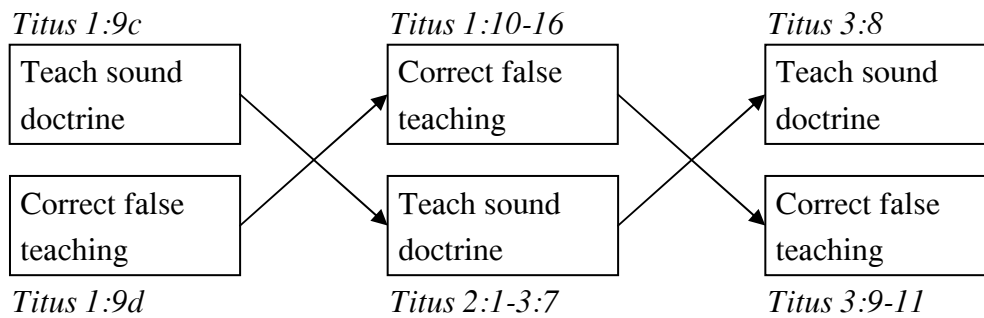 Titus 1:9c
Teach sound
doctrine
Correct false
teaching
Titus 1:9d
Titus 1:10-16
Correct false
teaching
Teach sound
doctrine
Titus 2:1-3:7
Titus 3:8
Teach sound
doctrine
Correct false
teaching
Titus 3:9-11